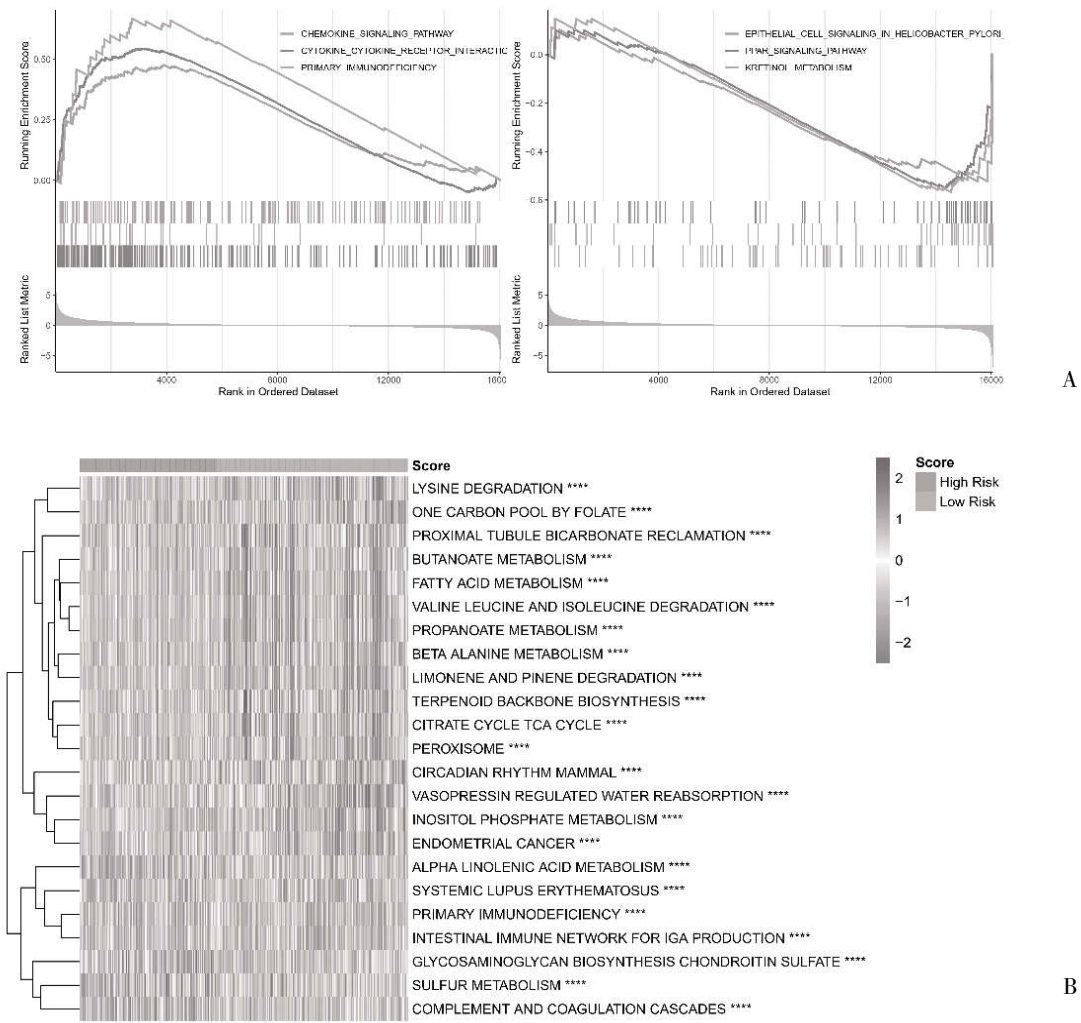 CHEMOKINE_SIGNALING_PATHWAY
CYTOKINE_CYTOKINE_RECEPTOR_INTERACTIO
PRIMARY_IMMUNODEFICIENCY
Running Enrichment Score
0.50
0.25
0.00
Ranked List Metric
5
0
−5
4000
8000
12000
1600
Rank in Ordered Dataset
EPITHELIAL_CELL_SIGNALING_IN_HELICOBACTER_PYLORI_
PPAR_SIGNALING_PATHWAY
KRETINOL_METABOLISM
Running Enrichment Score
0.0
−0.2
−0.4
−0.6
Ranked List Metric
5
0
−5
4000
8000
12000
16000
Rank in Ordered Dataset
A
Score
LYSINE DEGRADATION ****
ONE CARBON POOL BY FOLATE ****
PROXIMAL TUBULE BICARBONATE RECLAMATION ****
BUTANOATE METABOLISM ****
FATTY ACID METABOLISM ****
VALINE LEUCINE AND ISOLEUCINE DEGRADATION ****
PROPANOATE METABOLISM ****
BETA ALANINE METABOLISM ****
LIMONENE AND PINENE DEGRADATION ****
TERPENOID BACKBONE BIOSYNTHESIS ****
CITRATE CYCLE TCA CYCLE ****
PEROXISOME ****
CIRCADIAN RHYTHM MAMMAL ****
VASOPRESSIN REGULATED WATER REABSORPTION ****
INOSITOL PHOSPHATE METABOLISM ****
ENDOMETRIAL CANCER ****
ALPHA LINOLENIC ACID METABOLISM ****
SYSTEMIC LUPUS ERYTHEMATOSUS ****
PRIMARY IMMUNODEFICIENCY ****
INTESTINAL IMMUNE NETWORK FOR IGA PRODUCTION ****
GLYCOSAMINOGLYCAN BIOSYNTHESIS CHONDROITIN SULFATE ****
SULFUR METABOLISM ****
COMPLEMENT AND COAGULATION CASCADES ****
2
1
0
−1
−2
Score
High Risk
Low Risk
B